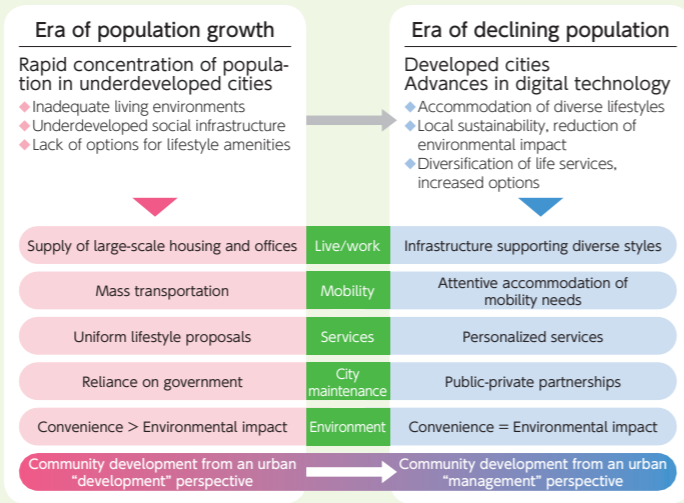 Era of population growth
Rapid concentration of popula-
tion in underdeveloped cities
◆Inadequate living environments
◆Underdeveloped social infrastructure
◆Lack of options for lifestyle amenities
Era of declining population
Developed cities
Advances in digital technology
◆Accommodation of diverse lifestyles
◆Local sustainability, reduction of
environmental impact
◆Diversification of life services,
increased options
Supply of large-scale housing and offices
Live/work
Infrastructure supporting diverse styles
Mass transportation
Mobility
Attentive accommodation of
mobility needs
Uniform lifestyle proposals
Services
Personalized services
Reliance on government
City
maintenance
Public-private partnerships
Convenience > Environmental impact
Environment
Convenience = Environmental impact
Community development from an urban
“development” perspective
Community development from an urban
“management” perspective